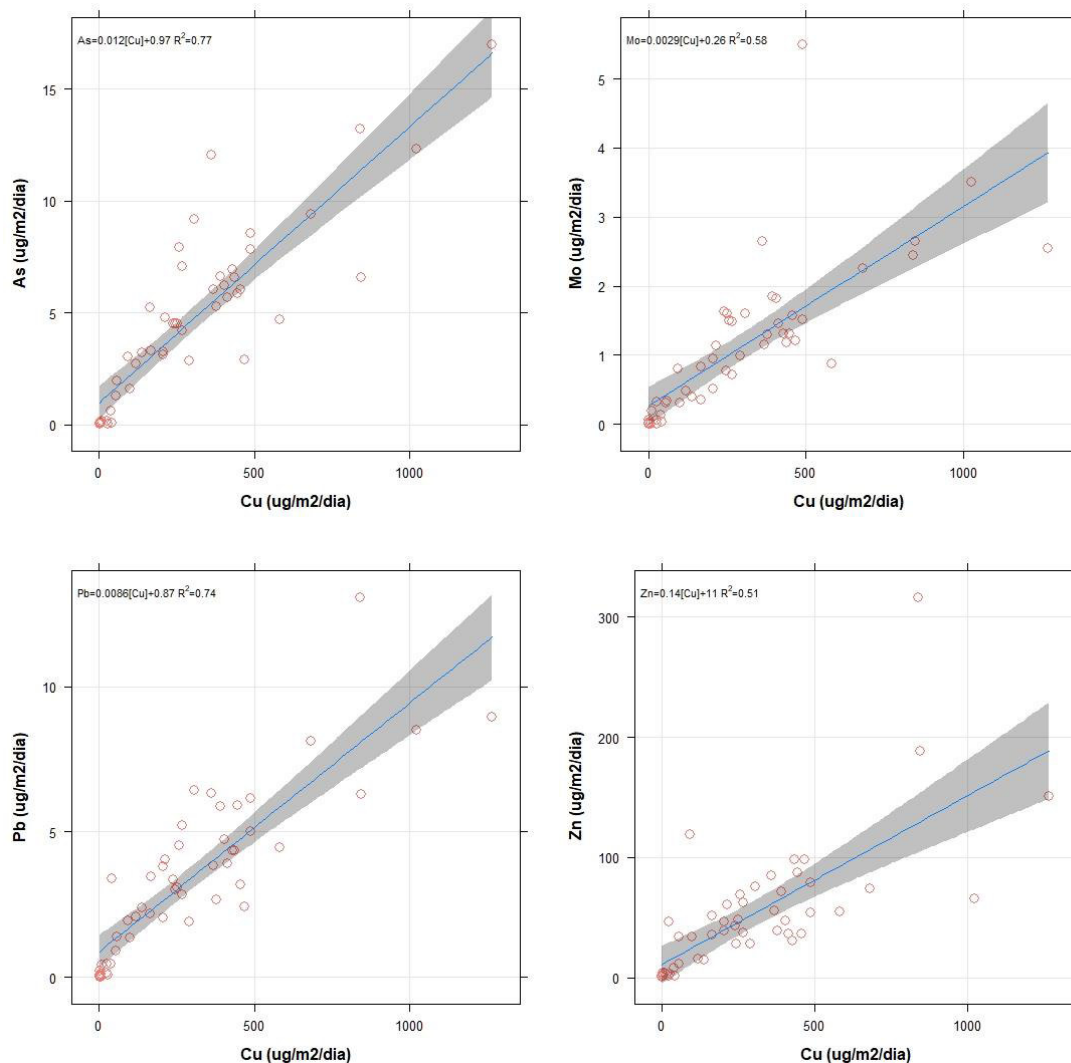 As=0.012[Cu]+0.97 R²=0.77
15
10
5
0
As (ug/m2/dia)
0 500 1000
Cu (ug/m2/dia)
Mo=0.0029[Cu]+0.26 R²=0.58
5
4
3
2
1
0
Mo (ug/m2/dia)
0 500 1000
Cu (ug/m2/dia)
Pb=0.0086[Cu]+0.87 R²=0.74
10
5
0
Pb (ug/m2/dia)
0 500 1000
Cu (ug/m2/dia)
Zn=0.14[Cu]+11 R²=0.51
300
200
100
0
Zn (ug/m2/dia)
0 500 1000
Cu (ug/m2/dia)